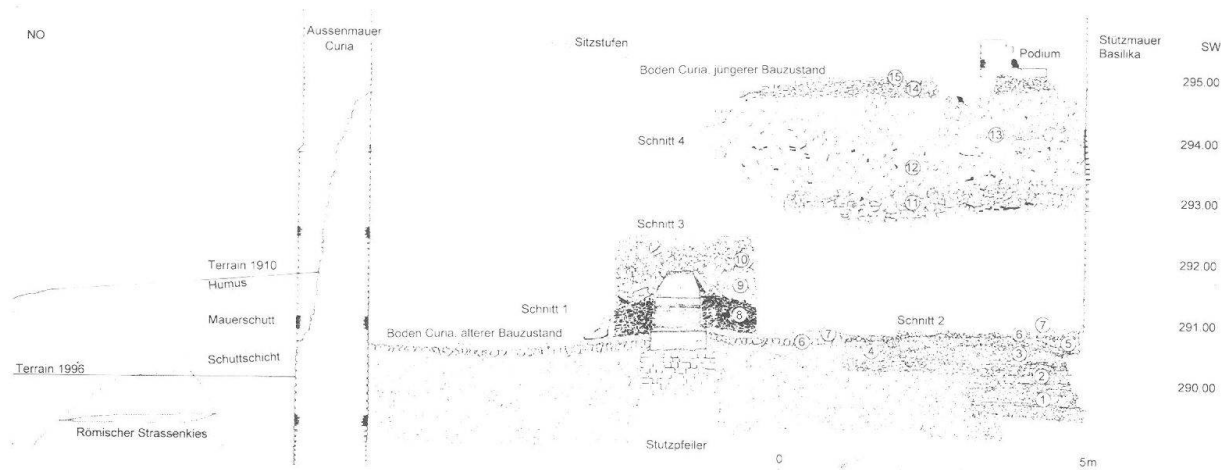 NO
Aussenmauer
Curia
Sitzstufen
Podium
Stützmauer
Basilika
SW
Boden Curia, jüngerer Bauzustand
15
14
295.00
Schnitt 4
13
294.00
12
11
293.00
Schnitt 3
10
Terrain 1910
292.00
Humus
9
Schnitt 1
8
Mauerschutt
Schnitt 2
7
291.00
Boden Curia, älterer Bauzustand
7
6
6
5
4
3
Schuttschicht
Terrain 1996
2
290.00
1
Römischer Strassenkies
Stützpfeiler
0
5m